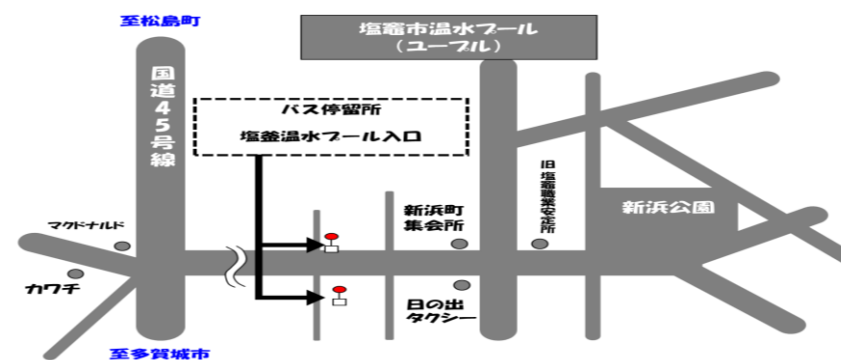 至松島町
国道45号線
塩竈市温水プール
(ユープル)
バス停留所
塩釜温水プール入口
マクドナルド
カワチ
新浜町
集会所
旧塩竈職業安定所
新浜公園
日の出
タクシー
至多賀城市